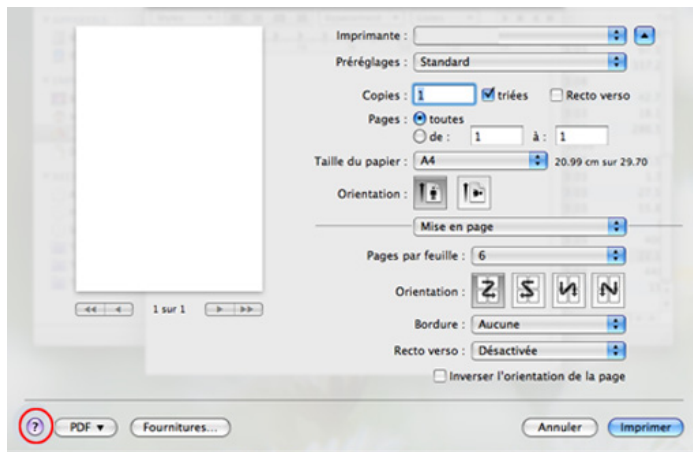 Imprimante :
Préréglages : Standard
Copies : 1 triées Recto verso
Pages : toutes
de : 1 à : 1
Taille du papier : A4 20.99 cm sur 29.70
Orientation :
Mise en page
Pages par feuille : 6
Orientation :
Bordure : Aucune
1 sur 1
Recto verso : Désactivée
Inverser l'orientation de la page
? PDF Fournitures... Annuler Imprimer